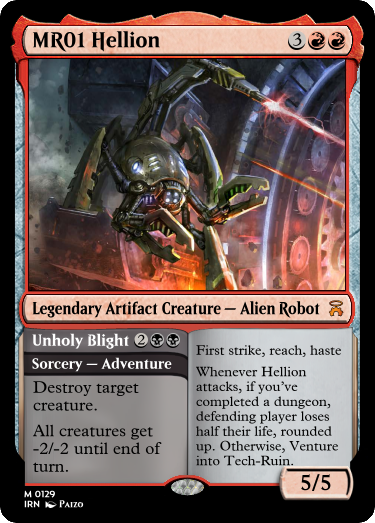 MR01 Hellion 3
Legendary Artifact Creature — Alien Robot
Unholy Blight 2
Sorcery — Adventure
Destroy target
creature.
All creatures get
-2/-2 until end of
turn.
First strike, reach, haste
Whenever Hellion
attacks, if you've
completed a dungeon,
defending player loses
half their life, rounded
up. Otherwise, Venture
into Tech-Ruin.
5/5
M 0129
IRN Paizo